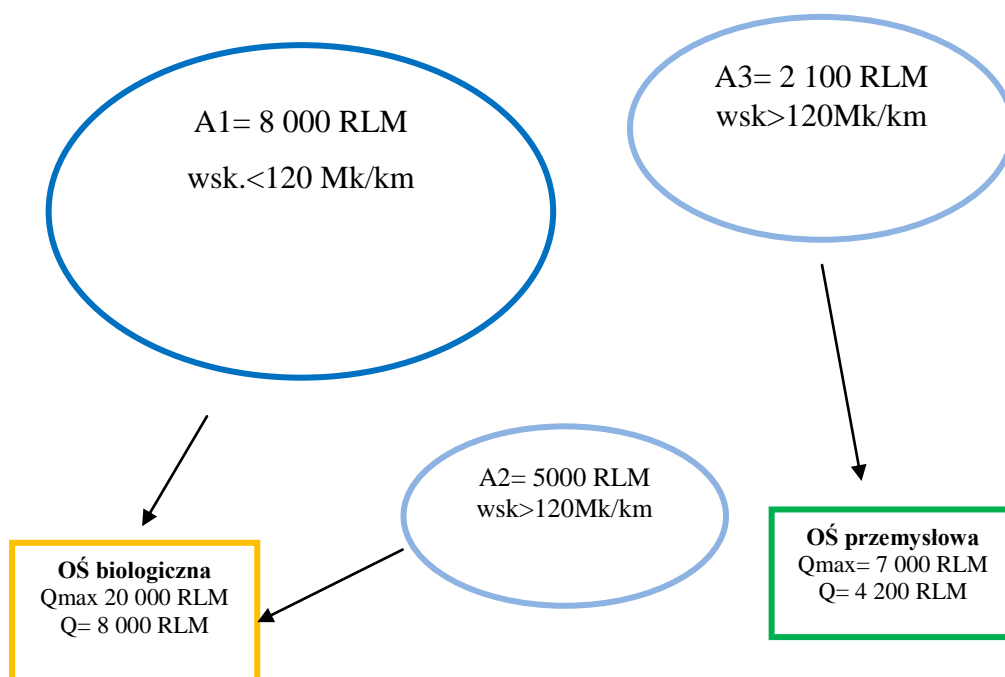 A1= 8 000 RLM
wsk.<120 Mk/km
A3= 2 100 RLM
wsk>120Mk/km
A2= 5000 RLM
wsk>120Mk/km
OŚ biologiczna
Qmax 20 000 RLM
Q= 8 000 RLM
OŚ przemysłowa
Qmax= 7 000 RLM
Q= 4 200 RLM